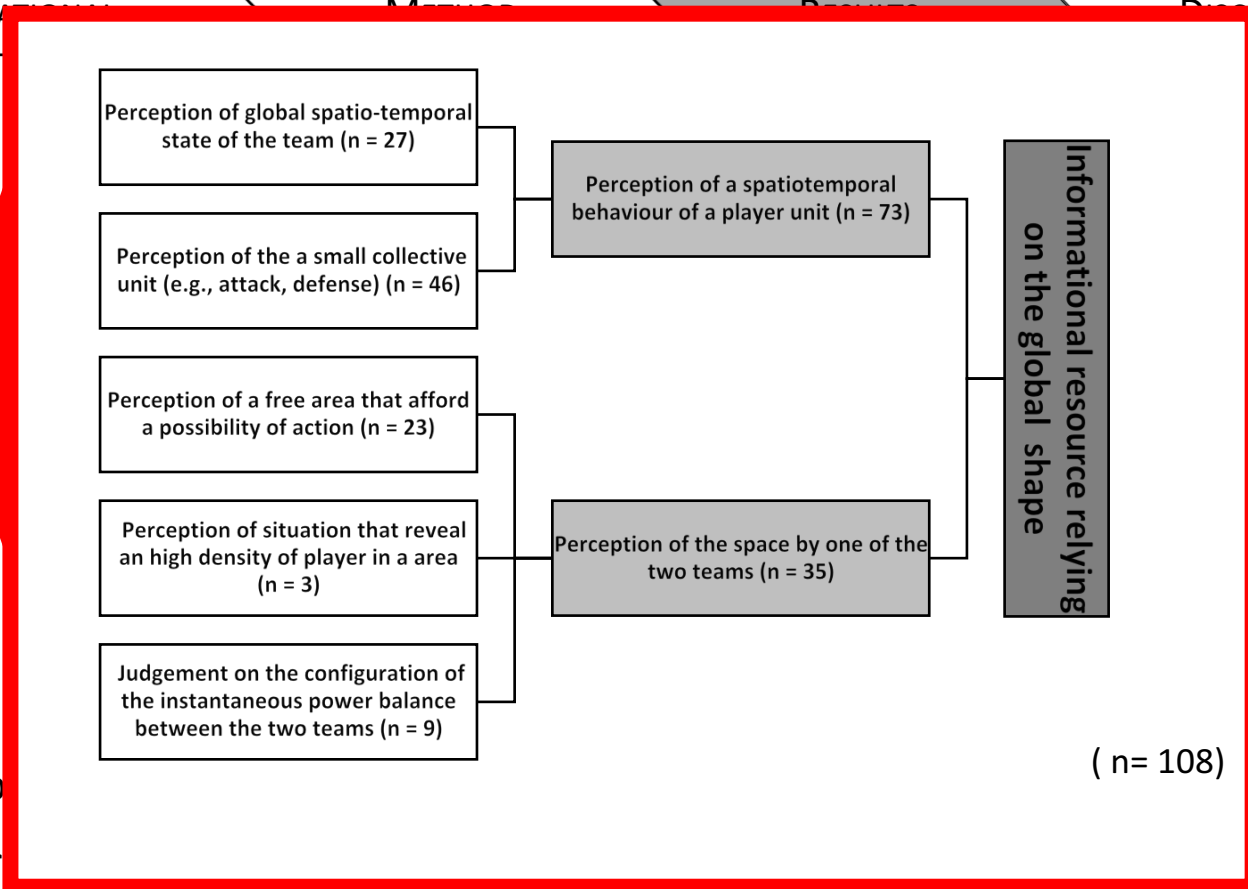 METHOD
RESULTS
Perception of global spatio-temporal
state of the team (n = 27)
Perception of the a small collective
unit (e.g., attack, defense) (n = 46)
Perception of a free area that afford
a possibility of action (n = 23)
Perception of situation that reveal
an high density of player in a area
(n = 3)
Judgement on the configuration of
the instantaneous power balance
between the two teams (n = 9)
Perception of a spatiotemporal
behaviour of a player unit (n = 73)
Perception of the space by one of the
two teams (n = 35)
Informational resource relying
on the global shape
( n= 108)